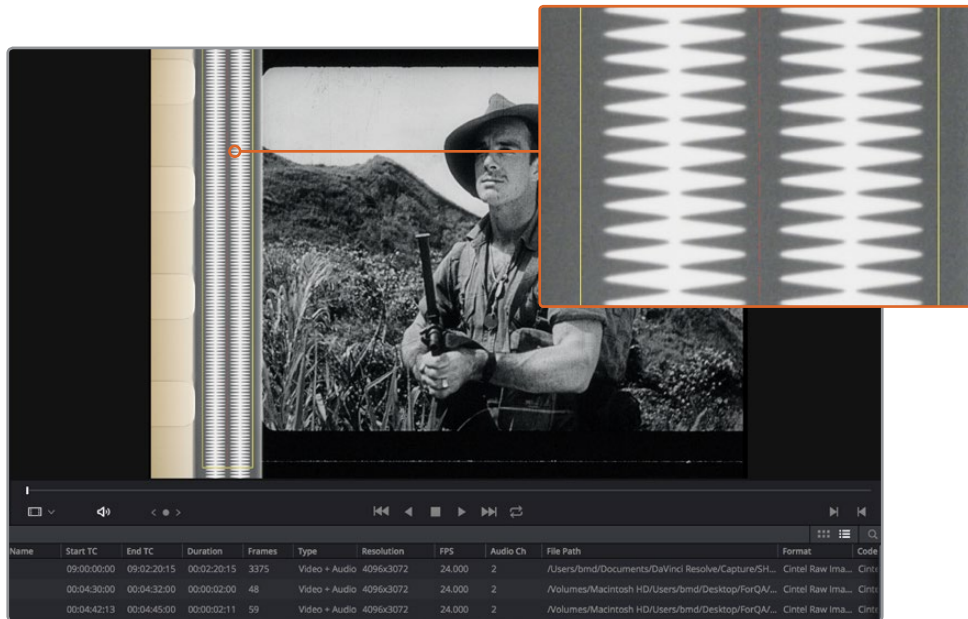 Name Start TC End TC Duration Frames Type Resolution FPS Audio Ch File Path Format Code
09:00:00:00 09:02:20:15 00:02:20:15 3375 Video + Audio 4096x3072 24.000 2 /Users/bmd/Documents/DaVinci Resolve/Capture/SH... Cintel Raw Ima... Cinte
00:04:30:00 00:04:32:00 00:00:02:00 48 Video + Audio 4096x3072 24.000 2 /Volumes/Macintosh HD/Users/bmd/Desktop/ForQA/... Cintel Raw Ima... Cinte
00:04:42:13 00:04:45:00 00:00:02:11 59 Video + Audio 4096x3072 24.000 2 /Volumes/Macintosh HD/Users/bmd/Desktop/ForQA/... Cintel Raw Ima... Cinte